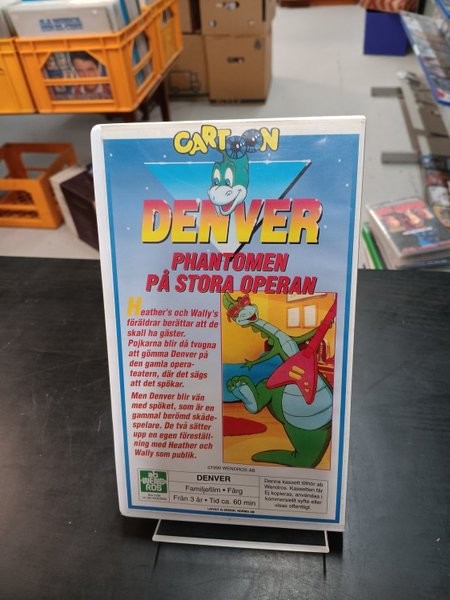 CARTOON
DENVER
PHANTOMEN
PÅ STORA OPERAN
Heather's och Wally's
föräldrar berättar att de
skall ha gäster.
Pojkarna blir då tvugna
att gömma Denver på
den gamla opera-
teatern, där det sägs
att det spökar.
Men Denver blir vän
med spöket, som är en
gammal berömd skåde-
spelare. De två sätter
upp en egen föreställ-
ning med Heather och
Wally som publik.
©1990 WENDROS AB
ab
WEND
ROS
DENVER
Familjefilm • Färg
Från 3 år • Tid ca. 60 min
Denna kassett tillhör ab
Wendros. Kassetten får
Ej kopieras, användas i
kommersiellt syfte eller
visas offentligt.